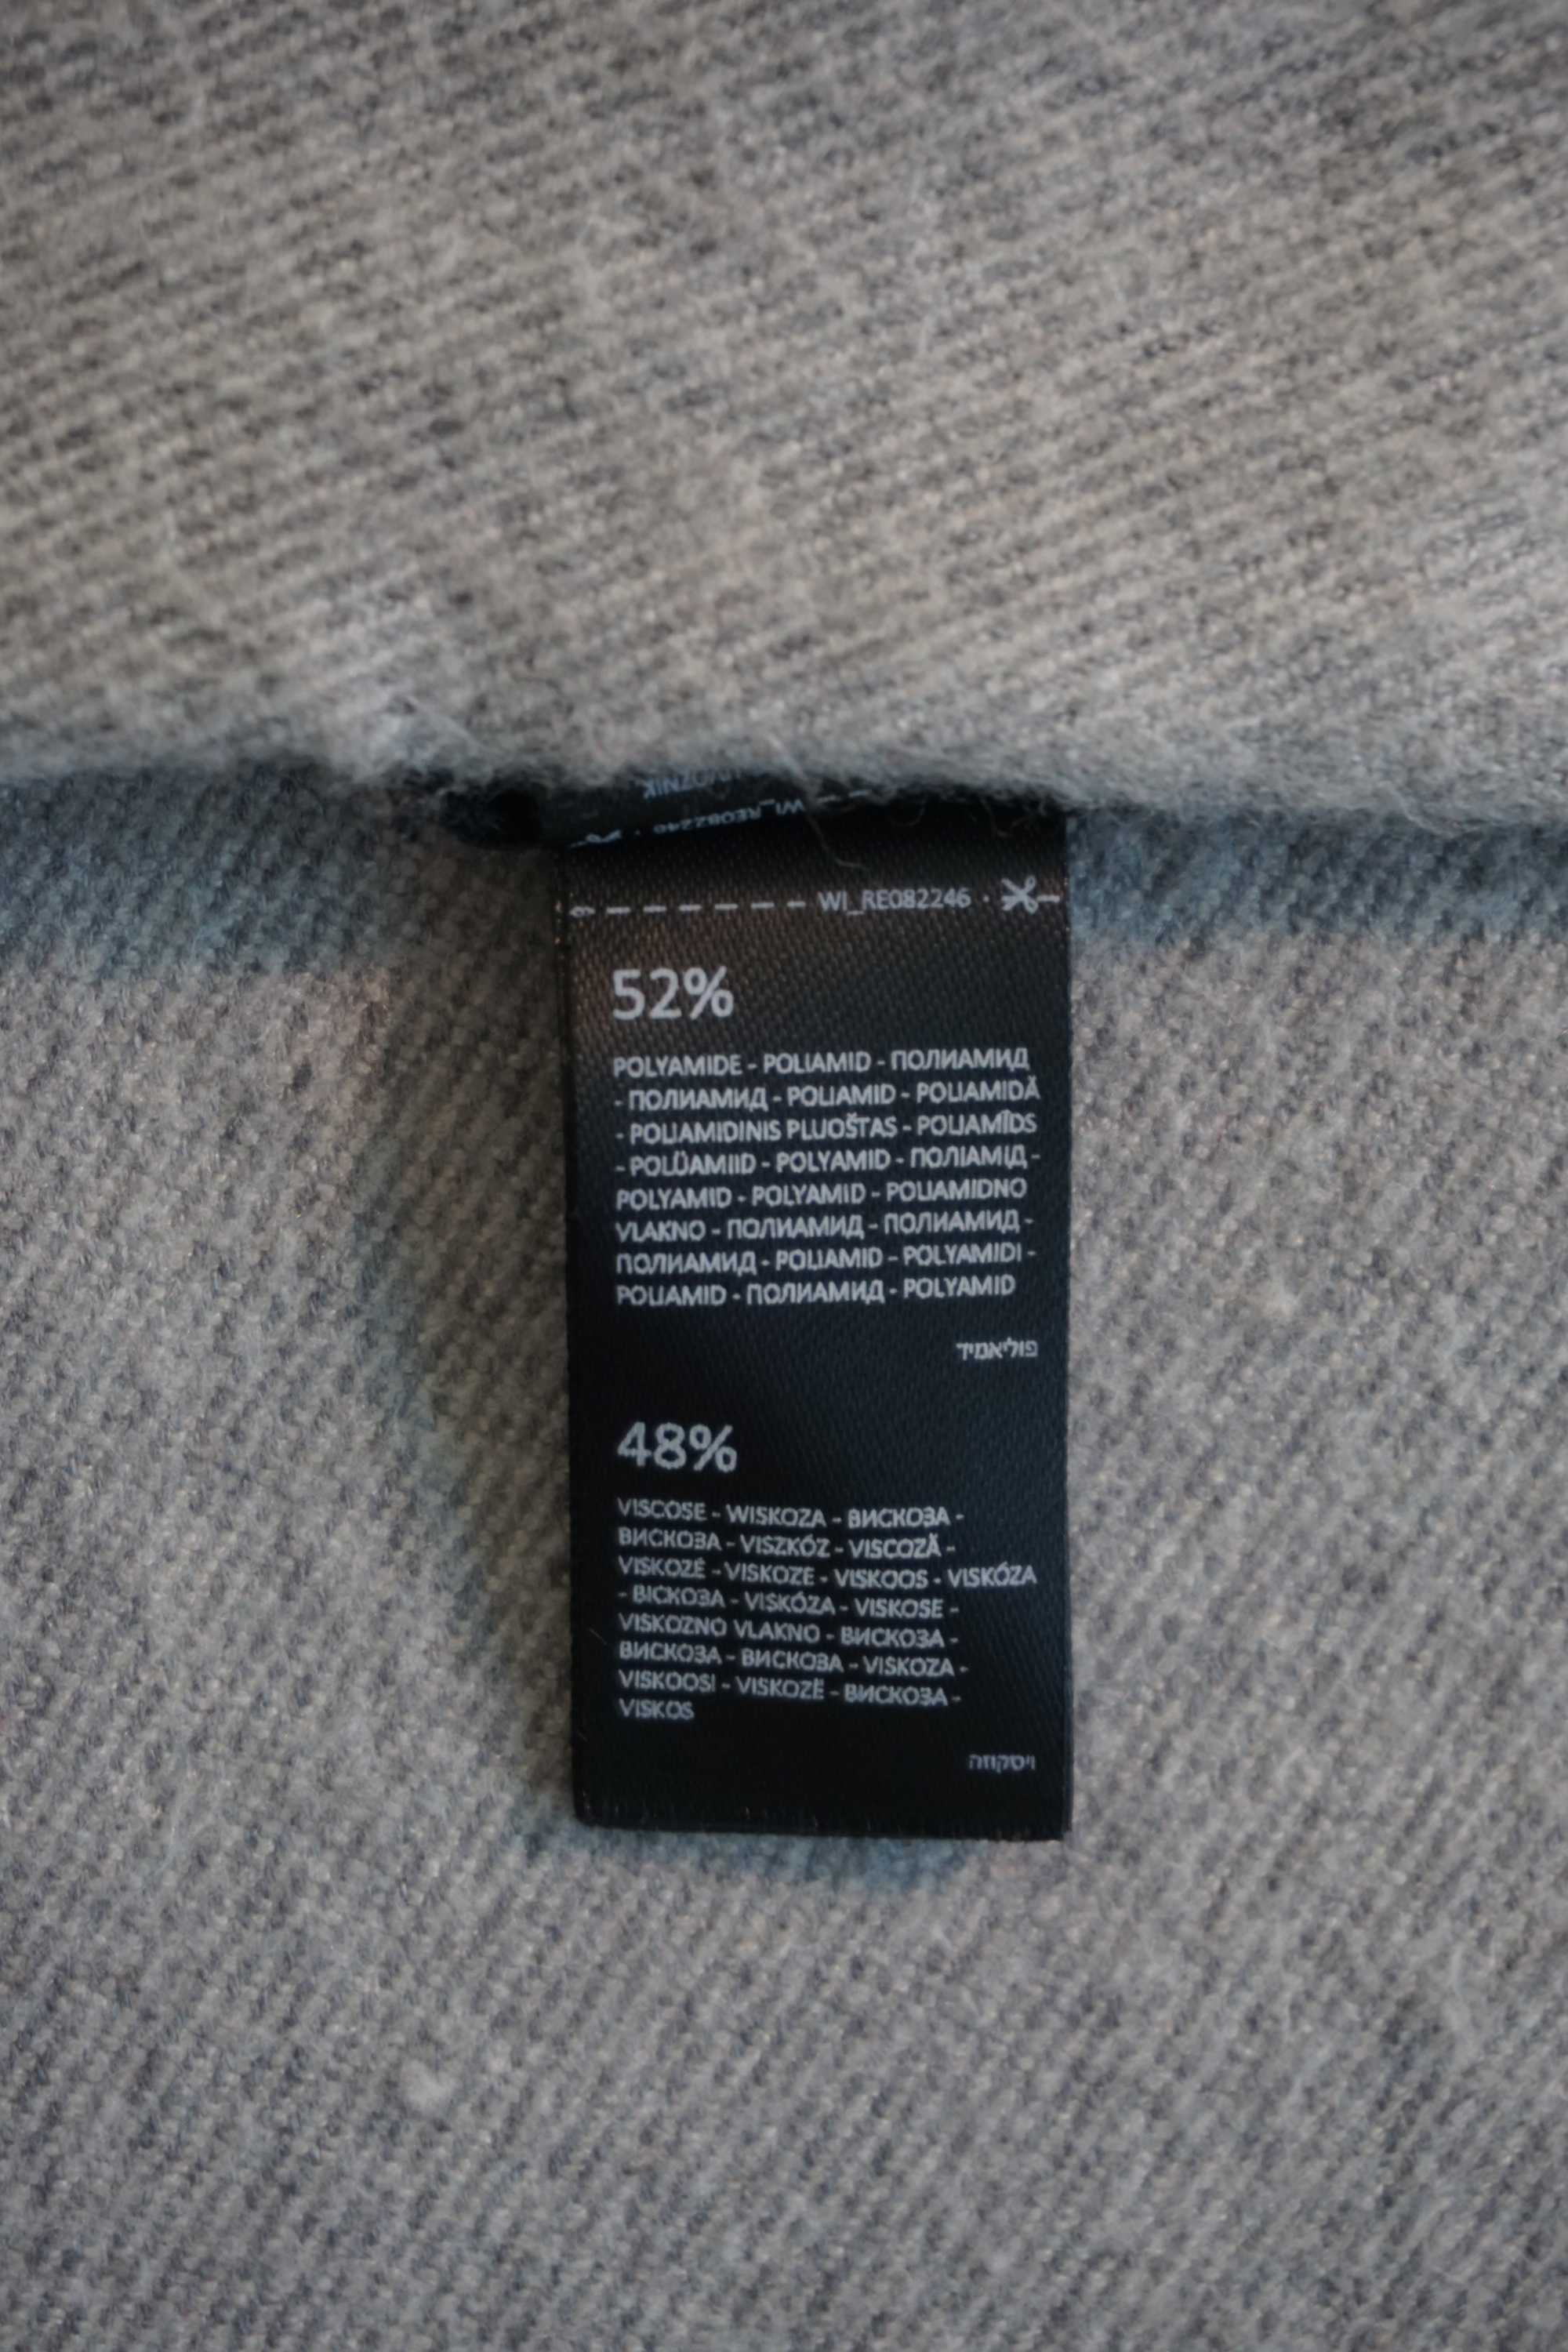 WI_RE082246
WI_RE082246 ·
52%
POLYAMIDE - POLIAMID - ПОЛИАМИД
- ПОЛИАМИД - POLIAMID - POLIAMIDĂ
- POLIAMIDINIS PLUOŠTAS - POLIAMĪDS
- POLÜAMIID - POLYAMID - ПОЛІАМІД -
POLYAMID - POLYAMID - POLIAMIDNO
VLAKNO - ПОЛИАМИД - ПОЛИАМИД -
ПОЛИАМИД - POLIAMID - POLYAMIDI -
POLIAMID - ПОЛИАМИД - POLYAMID
פוליאמיד
48%
VISCOSE - WISKOZA - ВИСКОЗА -
ВИСКОЗА - VISZKÓZ - VISCOZĂ -
VISKOZĖ - VISKOZE - VISKOOS - VISKÓZA
- ВІСКОЗА - VISKÓZA - VISKOSE -
VISKOZNO VLAKNO - ВИСКОЗА -
ВИСКОЗА - ВИСКОЗА - VISKOZA -
VISKOOSI - VISKOZË - ВИСКОЗА -
VISKOS
ויסקוזה